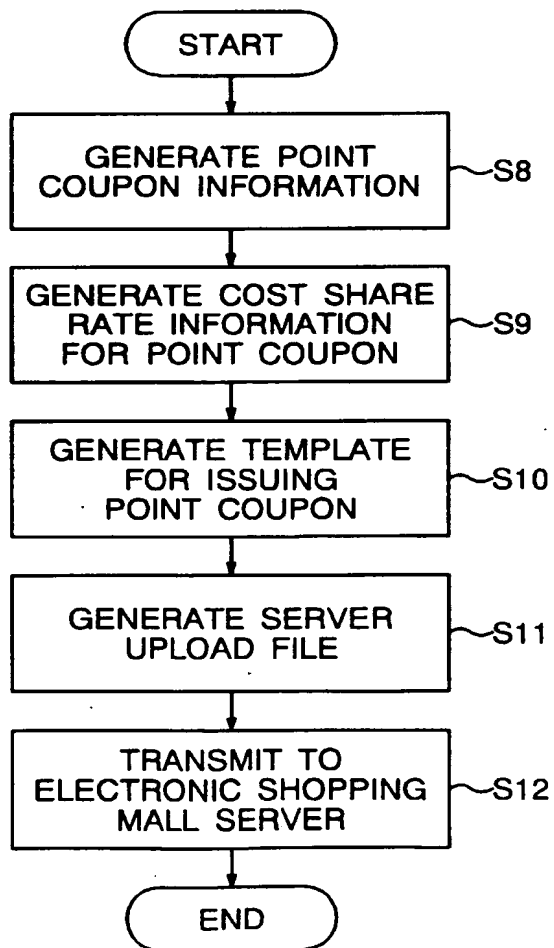 START
GENERATE POINT
COUPON INFORMATION
S8
GENERATE COST SHARE
RATE INFORMATION
FOR POINT COUPON
S9
GENERATE TEMPLATE
FOR ISSUING
POINT COUPON
S10
GENERATE SERVER
UPLOAD FILE
S11
TRANSMIT TO
ELECTRONIC SHOPPING
MALL SERVER
S12
END